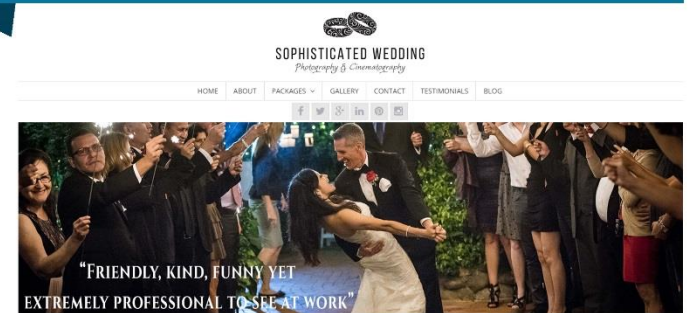 SOPHISTICATED WEDDING
Photography & Cinematography
HOME ABOUT PACKAGES GALLERY CONTACT TESTIMONIALS BLOG
“FRIENDLY, KIND, FUNNY YET
EXTREMELY PROFESSIONAL TO SEE AT WORK”